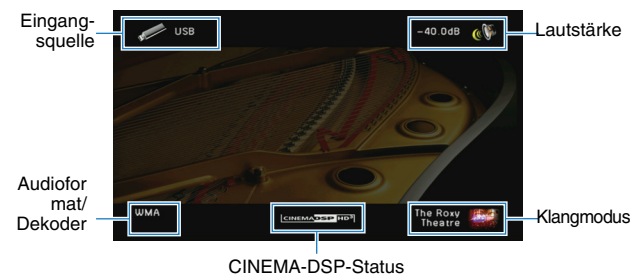 Eingang-
squelle
USB
-40.0dB
Lautstärke
Audiofor
mat/
Dekoder
WMA
CINEMA DSP HD³
The Roxy
Theatre
Klangmodus
CINEMA-DSP-Status